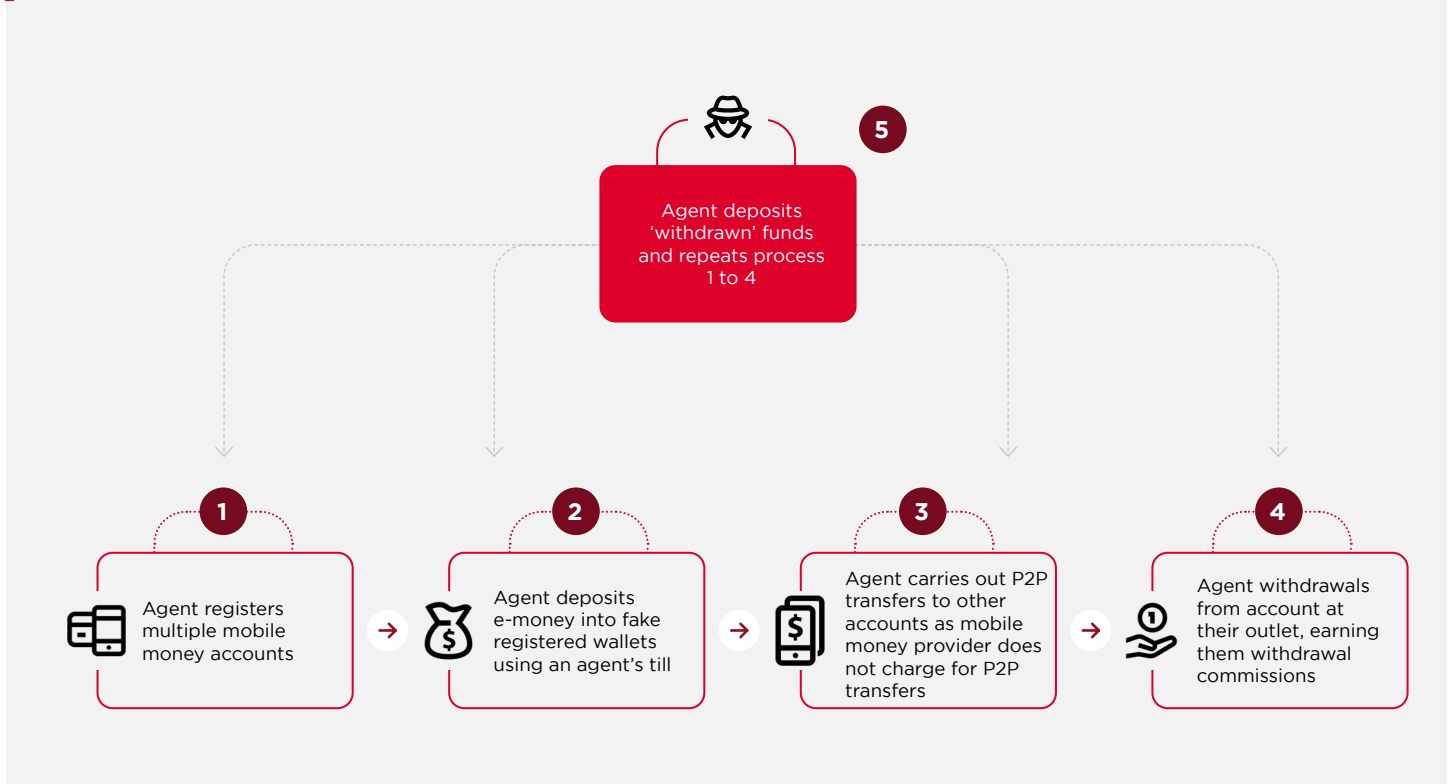 5
Agent deposits
‘withdrawn’ funds
and repeats process
1 to 4
1
Agent registers
multiple mobile
money accounts
2
Agent deposits
e-money into fake
registered wallets
using an agent’s till
$
3
Agent carries out P2P
transfers to other
accounts as mobile
money provider does
not charge for P2P
transfers
$
4
Agent withdrawals
from account at
their outlet, earning
them withdrawal
commissions
1